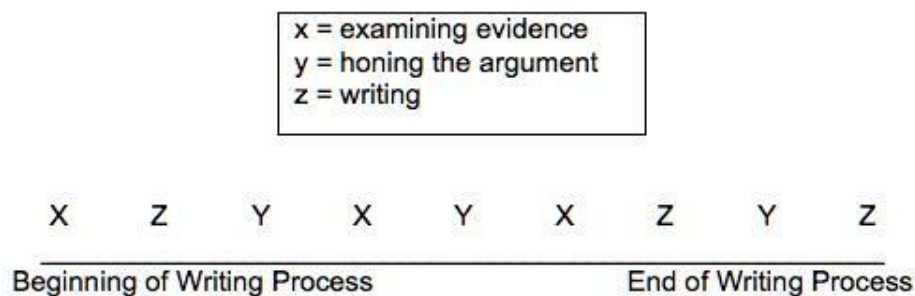 x = examining evidence
y = honing the argument
z = writing
X Z Y X Y X Z Y Z
Beginning of Writing Process End of Writing Process